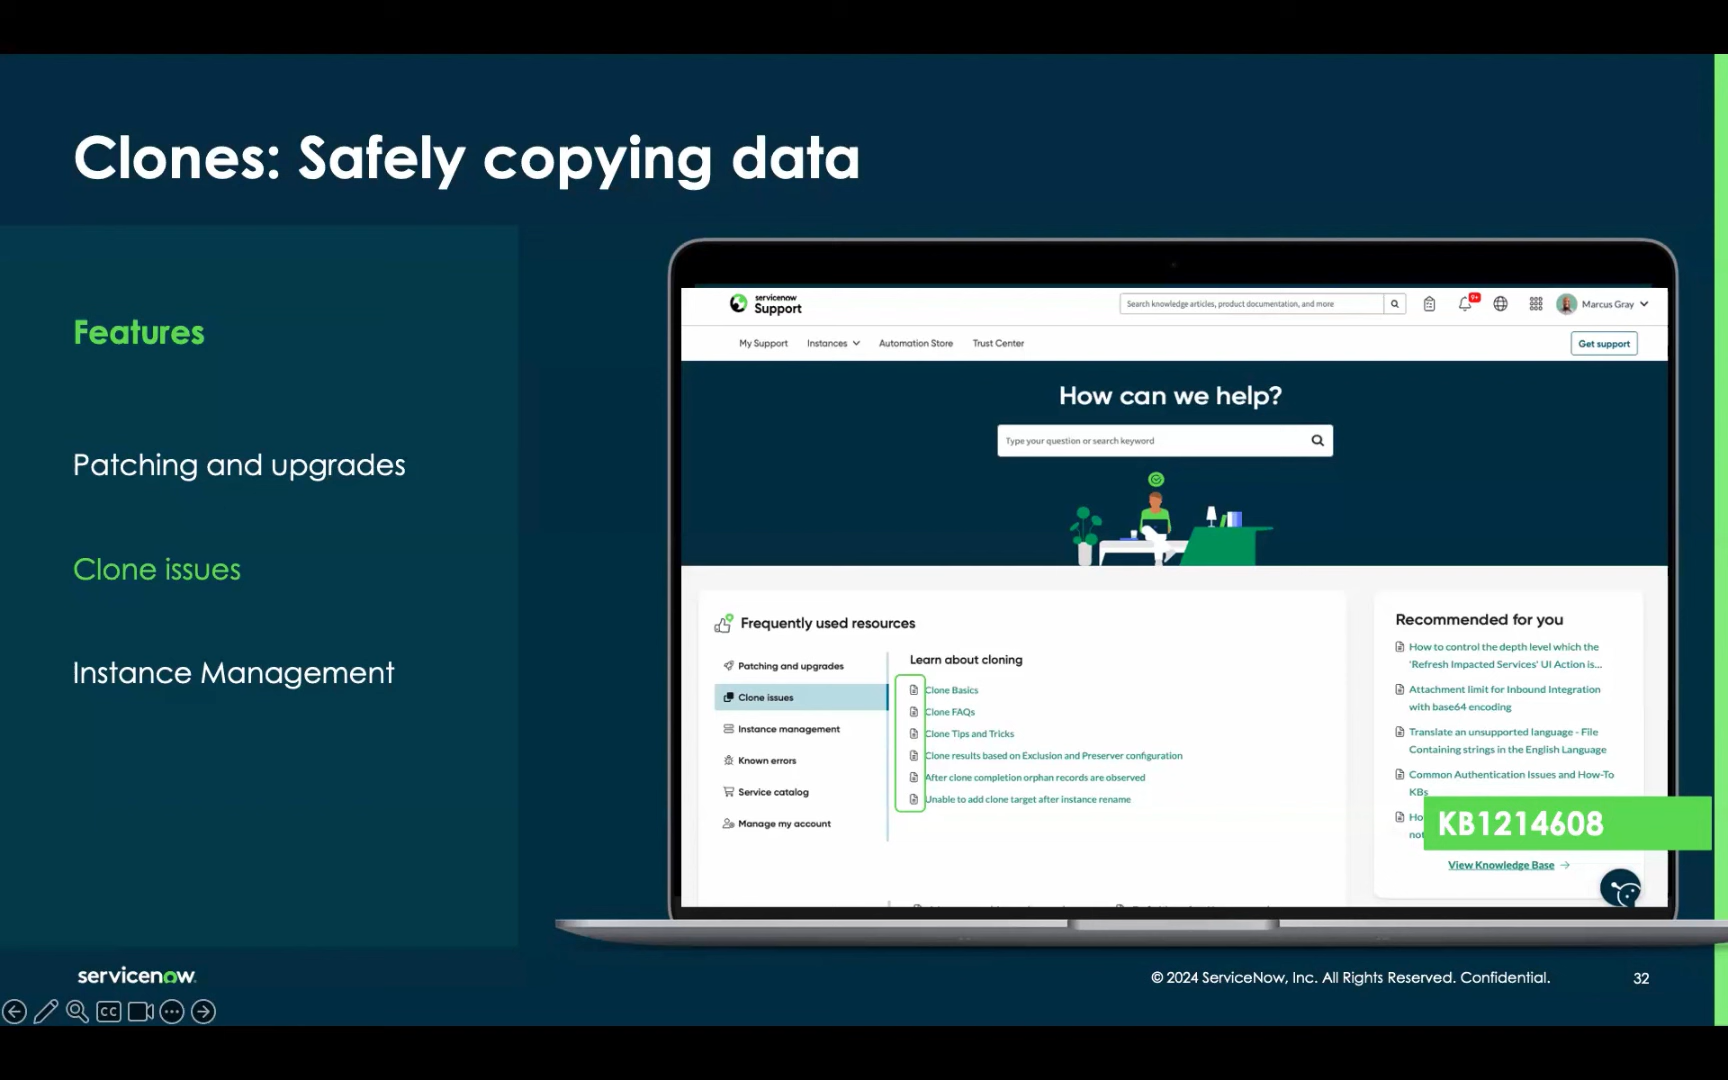 Clones: Safely copying data
Features
Patching and upgrades
Clone issues
Instance Management
servicenow
Support
Search knowledge articles, product documentation, and more
9+
Marcus Gray
My Support
Instances
Automation Store
Trust Center
Get support
How can we help?
Type your question or search keyword
Frequently used resources
Patching and upgrades
Clone issues
Instance management
Known errors
Service catalog
Manage my account
Learn about cloning
Clone Basics
Clone FAQs
Clone Tips and Tricks
Clone results based on Exclusion and Preserver configuration
After clone completion orphan records are observed
Unable to add clone target after instance rename
Recommended for you
How to control the depth level which the
'Refresh Impacted Services' UI Action is...
Attachment limit for Inbound Integration
with base64 encoding
Translate an unsupported language - File
Containing strings in the English Language
Common Authentication Issues and How-To
KBs
KB1214608
View Knowledge Base
servicenow.
© 2024 ServiceNow, Inc. All Rights Reserved. Confidential.
32
CC